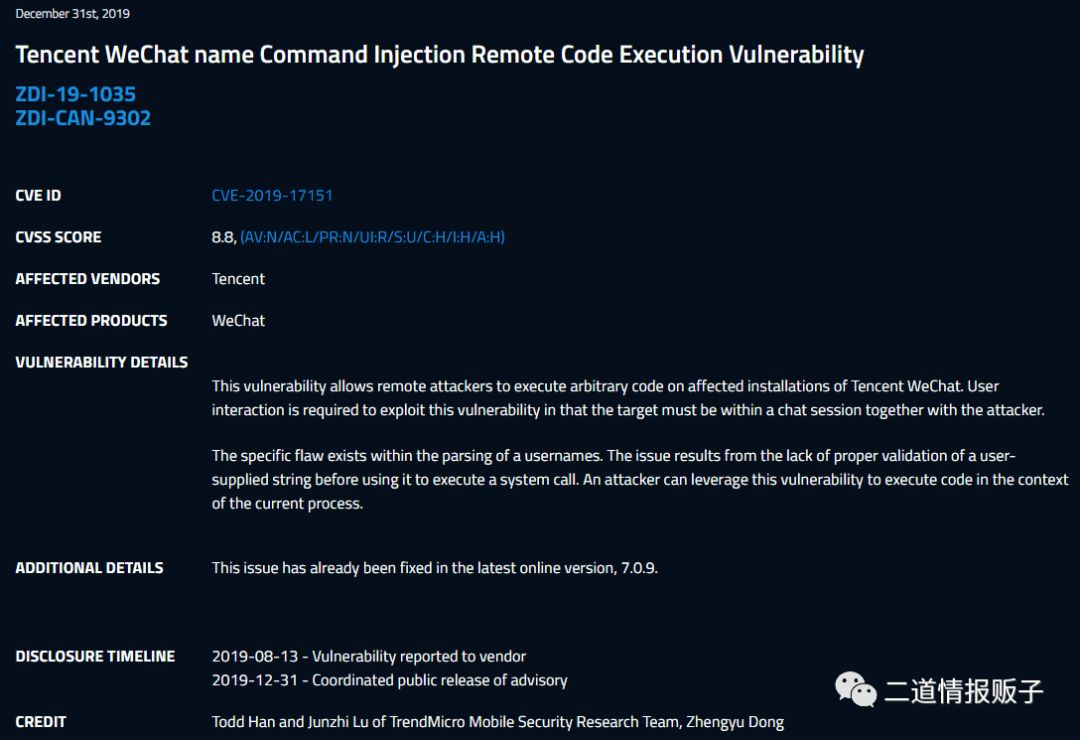 December 31st, 2019
Tencent WeChat name Command Injection Remote Code Execution Vulnerability
ZDI-19-1035
ZDI-CAN-9302
CVE ID CVE-2019-17151
CVSS SCORE 8.8, (AV:N/AC:L/PR:N/UI:R/S:U/C:H/I:H/A:H)
AFFECTED VENDORS Tencent
AFFECTED PRODUCTS WeChat
VULNERABILITY DETAILS
This vulnerability allows remote attackers to execute arbitrary code on affected installations of Tencent WeChat. User
interaction is required to exploit this vulnerability in that the target must be within a chat session together with the attacker.
The specific flaw exists within the parsing of a usernames. The issue results from the lack of proper validation of a user-
supplied string before using it to execute a system call. An attacker can leverage this vulnerability to execute code in the context
of the current process.
ADDITIONAL DETAILS This issue has already been fixed in the latest online version, 7.0.9.
DISCLOSURE TIMELINE 2019-08-13 - Vulnerability reported to vendor
2019-12-31 - Coordinated public release of advisory
二道情报贩子
CREDIT Todd Han and Junzhi Lu of TrendMicro Mobile Security Research Team, Zhengyu Dong